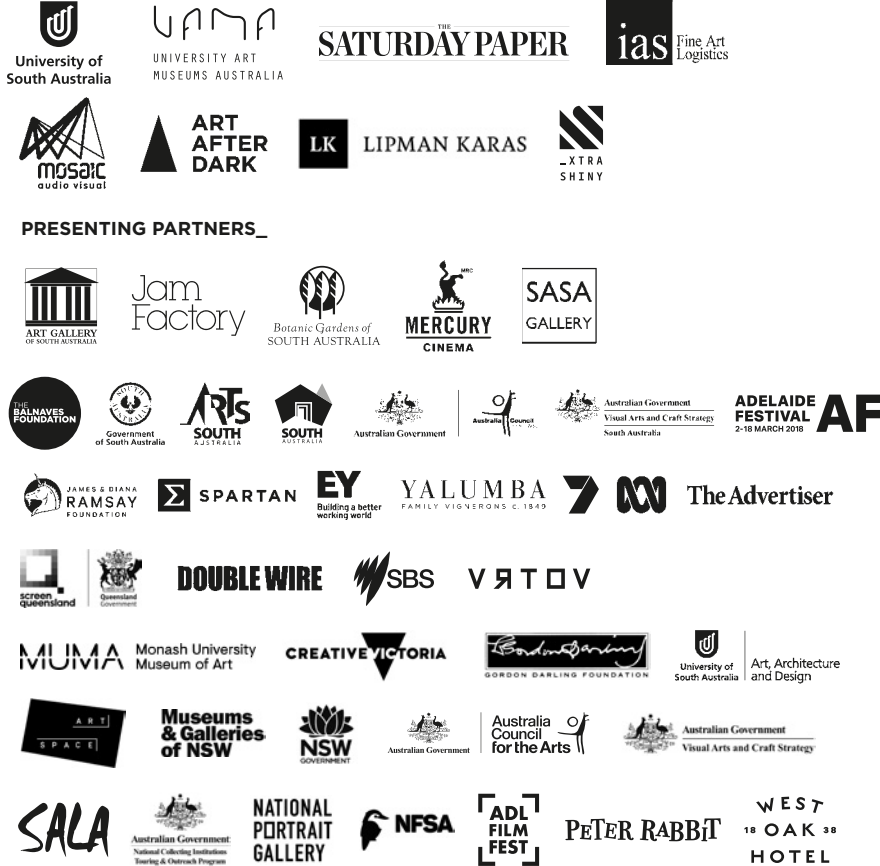 University of
South Australia
UAMA
UNIVERSITY ART
MUSEUMS AUSTRALIA
THE
SATURDAY PAPER
ias Fine Art
Logistics
mosaic
audio visual
ART
AFTER
DARK
LK LIPMAN KARAS
_XTRA
SHINY
PRESENTING PARTNERS_
ART GALLERY
OF SOUTH AUSTRALIA
Jam
Factory
Botanic Gardens of
SOUTH AUSTRALIA
MRC
MERCURY
CINEMA
SASA
GALLERY
THE
BALNAVES
FOUNDATION
SOUTH
AUSTRALIA
Government
of South Australia
ARTS
SOUTH
AUSTRALIA
SOUTH
AUSTRALIA
Australian Government
Australia Council
Australian Government
Visual Arts and Craft Strategy
South Australia
ADELAIDE
FESTIVAL
2-18 MARCH 2018
AF
JAMES & DIANA
RAMSAY
FOUNDATION
SPARTAN
EY
Building a better
working world
YALUMBA
FAMILY VIGNERONS c. 1849
7
The Advertiser
screen
queensland
Queensland
Government
DOUBLE WIRE
SBS
VЯTOV
MUMA
Monash University
Museum of Art
CREATIVE VICTORIA
Gordon Darling
GORDON DARLING FOUNDATION
University of
South Australia
Art, Architecture
and Design
ART
SPACE
Museums
& Galleries
of NSW
NSW
GOVERNMENT
Australian Government
Australia
Council
for the Arts
Australian Government
Visual Arts and Craft Strategy
SALA
Australian Government
National Collecting Institutions
Touring & Outreach Program
NATIONAL
PORTRAIT
GALLERY
NFSA
ADL
FILM
FEST
PETER RABBiT
WEST
18 OAK 38
HOTEL